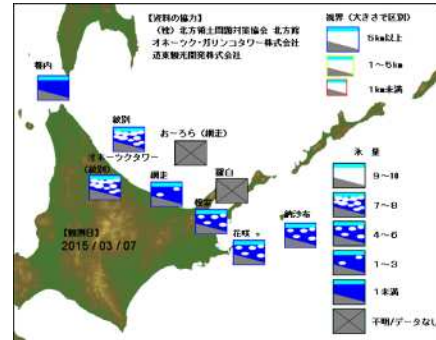 【資料の協力】
(独) 北方領土問題対策協会 北方館
オホーツク・ガリンコタワー株式会社
道東観光開発株式会社
視界 (大きさで区別)
5km以上
1〜5km
1km未満
稚内
紋別
おーろら (網走)
オホーツクタワー
(紋別)
網走
羅臼
根室
納沙布
花咲
【観測日】
2015/03/07
氷量
9〜10
7〜8
4〜6
1〜3
1未満
不明/データなし